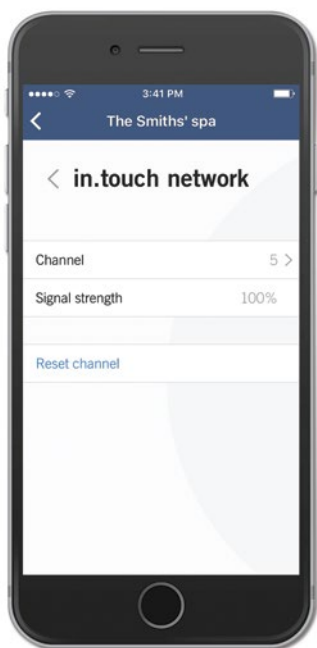 3:41 PM
The Smiths' spa
in.touch network
Channel 5
Signal strength 100%
Reset channel